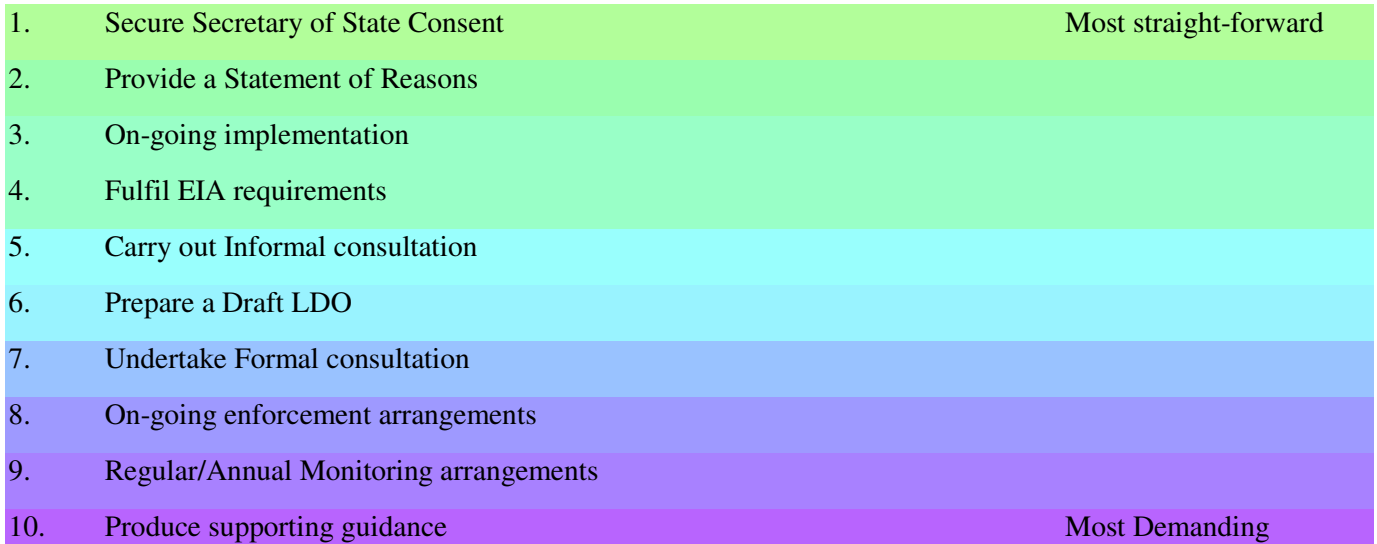 1. Secure Secretary of State Consent Most straight-forward
2. Provide a Statement of Reasons
3. On-going implementation
4. Fulfil EIA requirements
5. Carry out Informal consultation
6. Prepare a Draft LDO
7. Undertake Formal consultation
8. On-going enforcement arrangements
9. Regular/Annual Monitoring arrangements
10. Produce supporting guidance Most Demanding